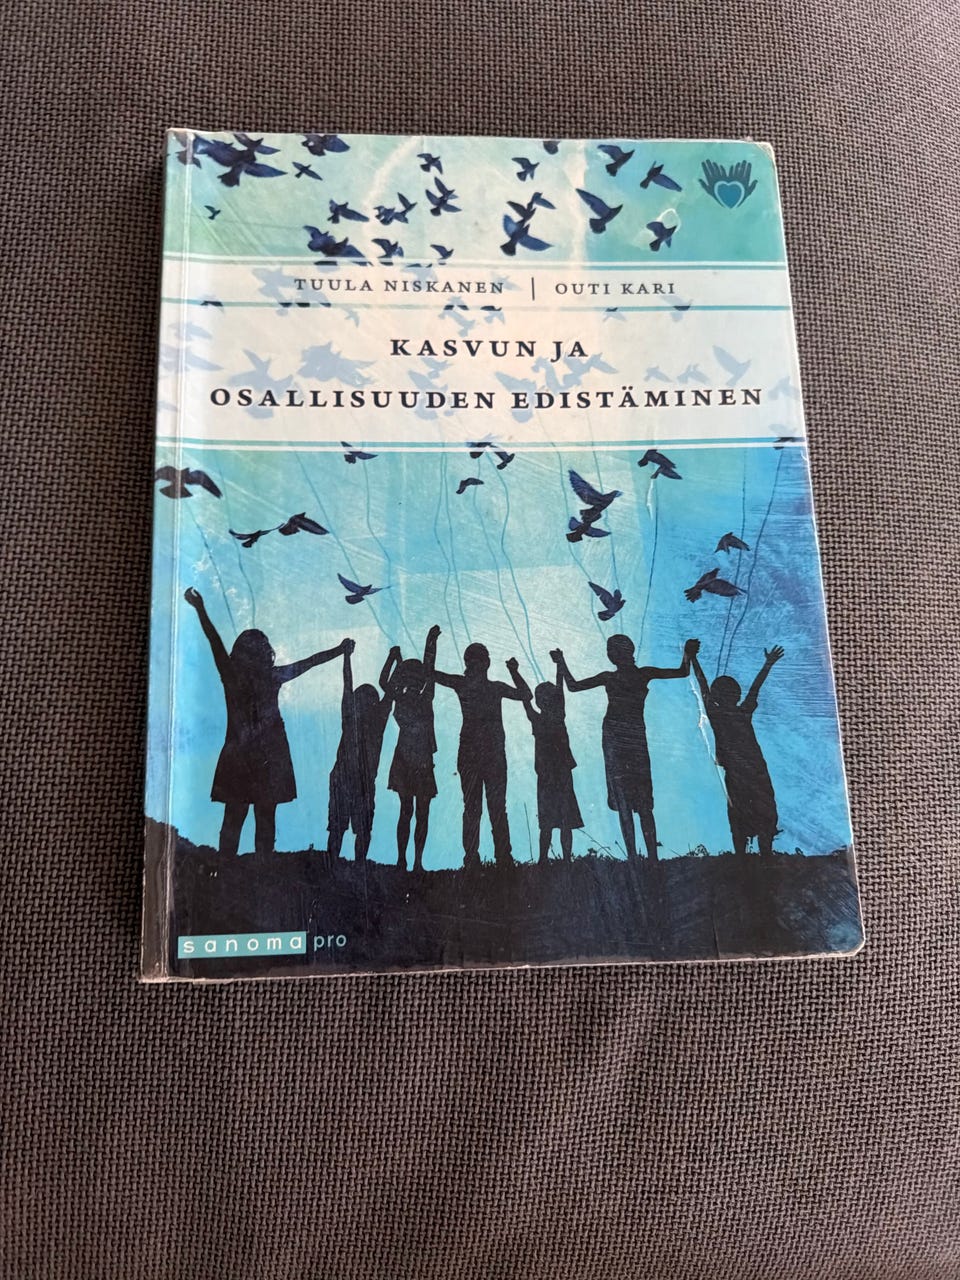 TUULA NISKANEN | OUTI KARI
KASVUN JA
OSALLISUUDEN EDISTÄMINEN
sanoma pro